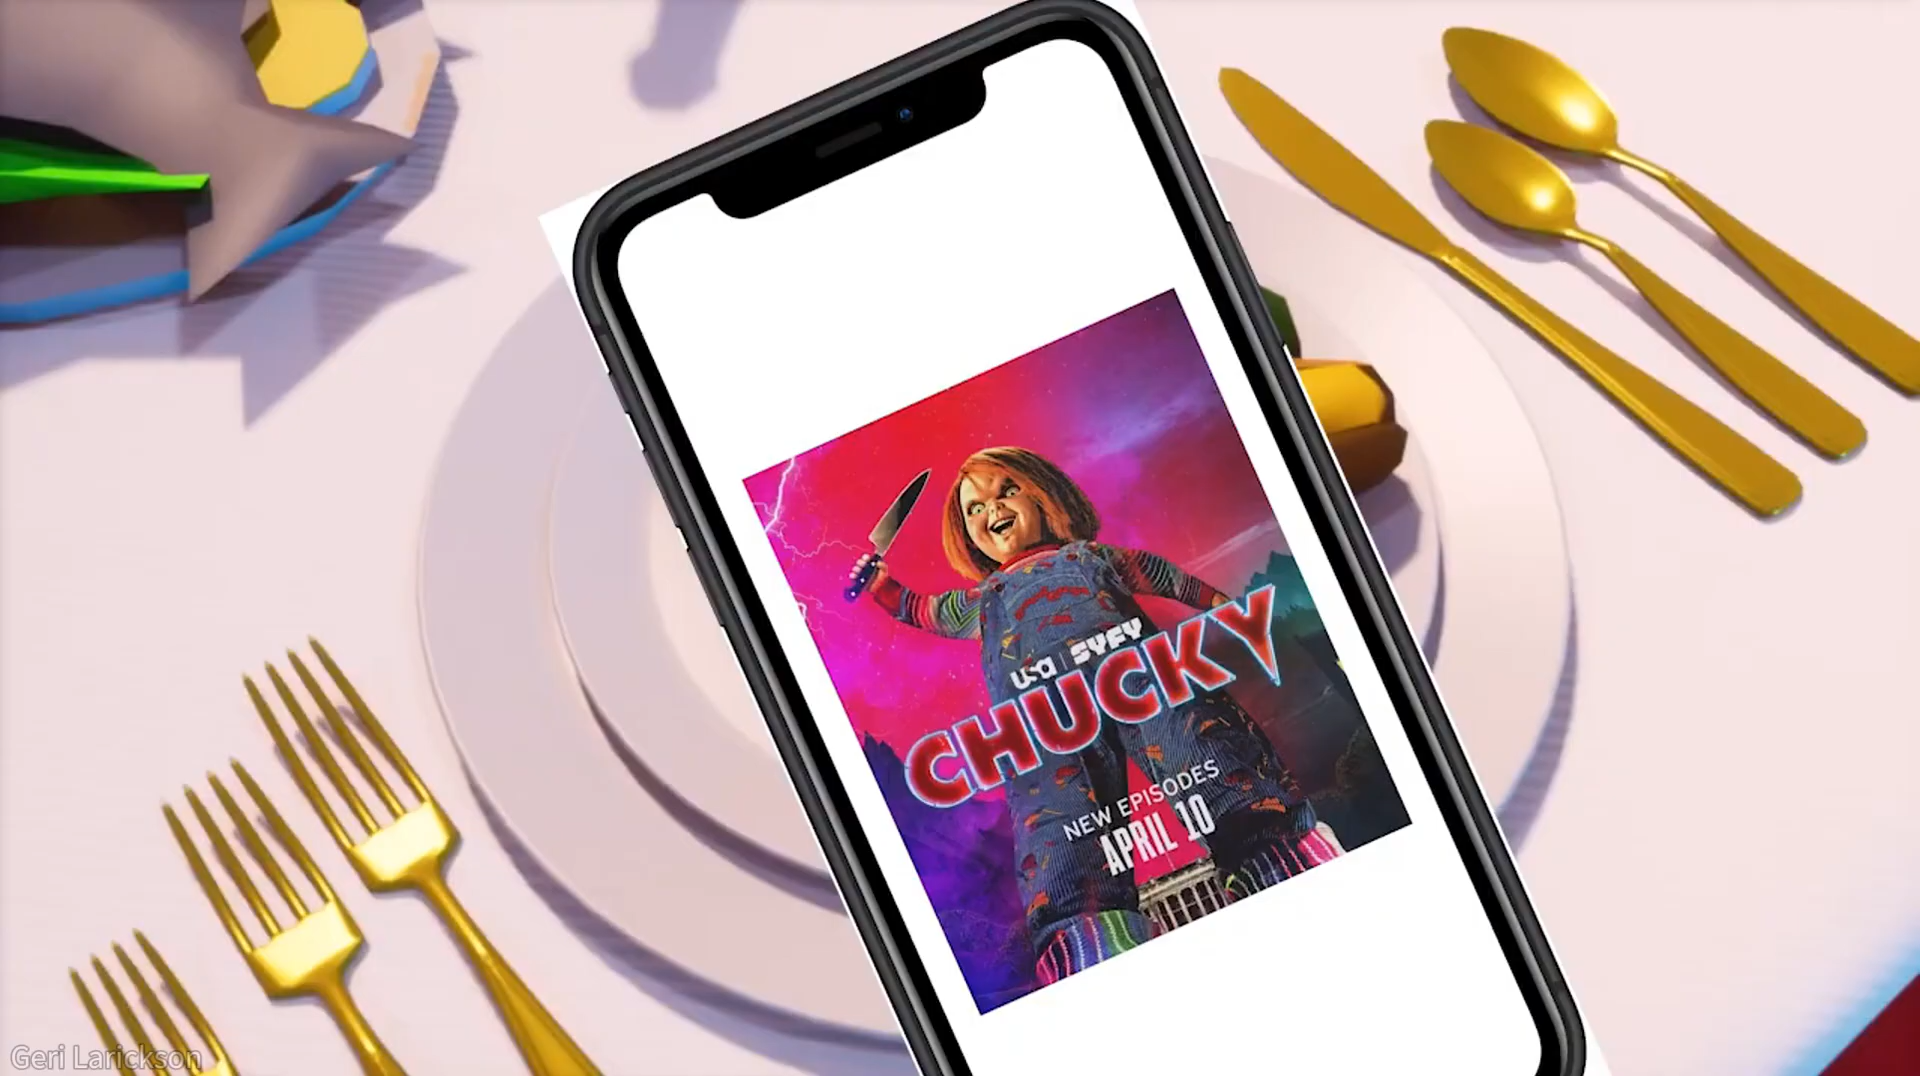 USA | SYFY
CHUCKY
NEW EPISODES
APRIL 10
Geri Larickson